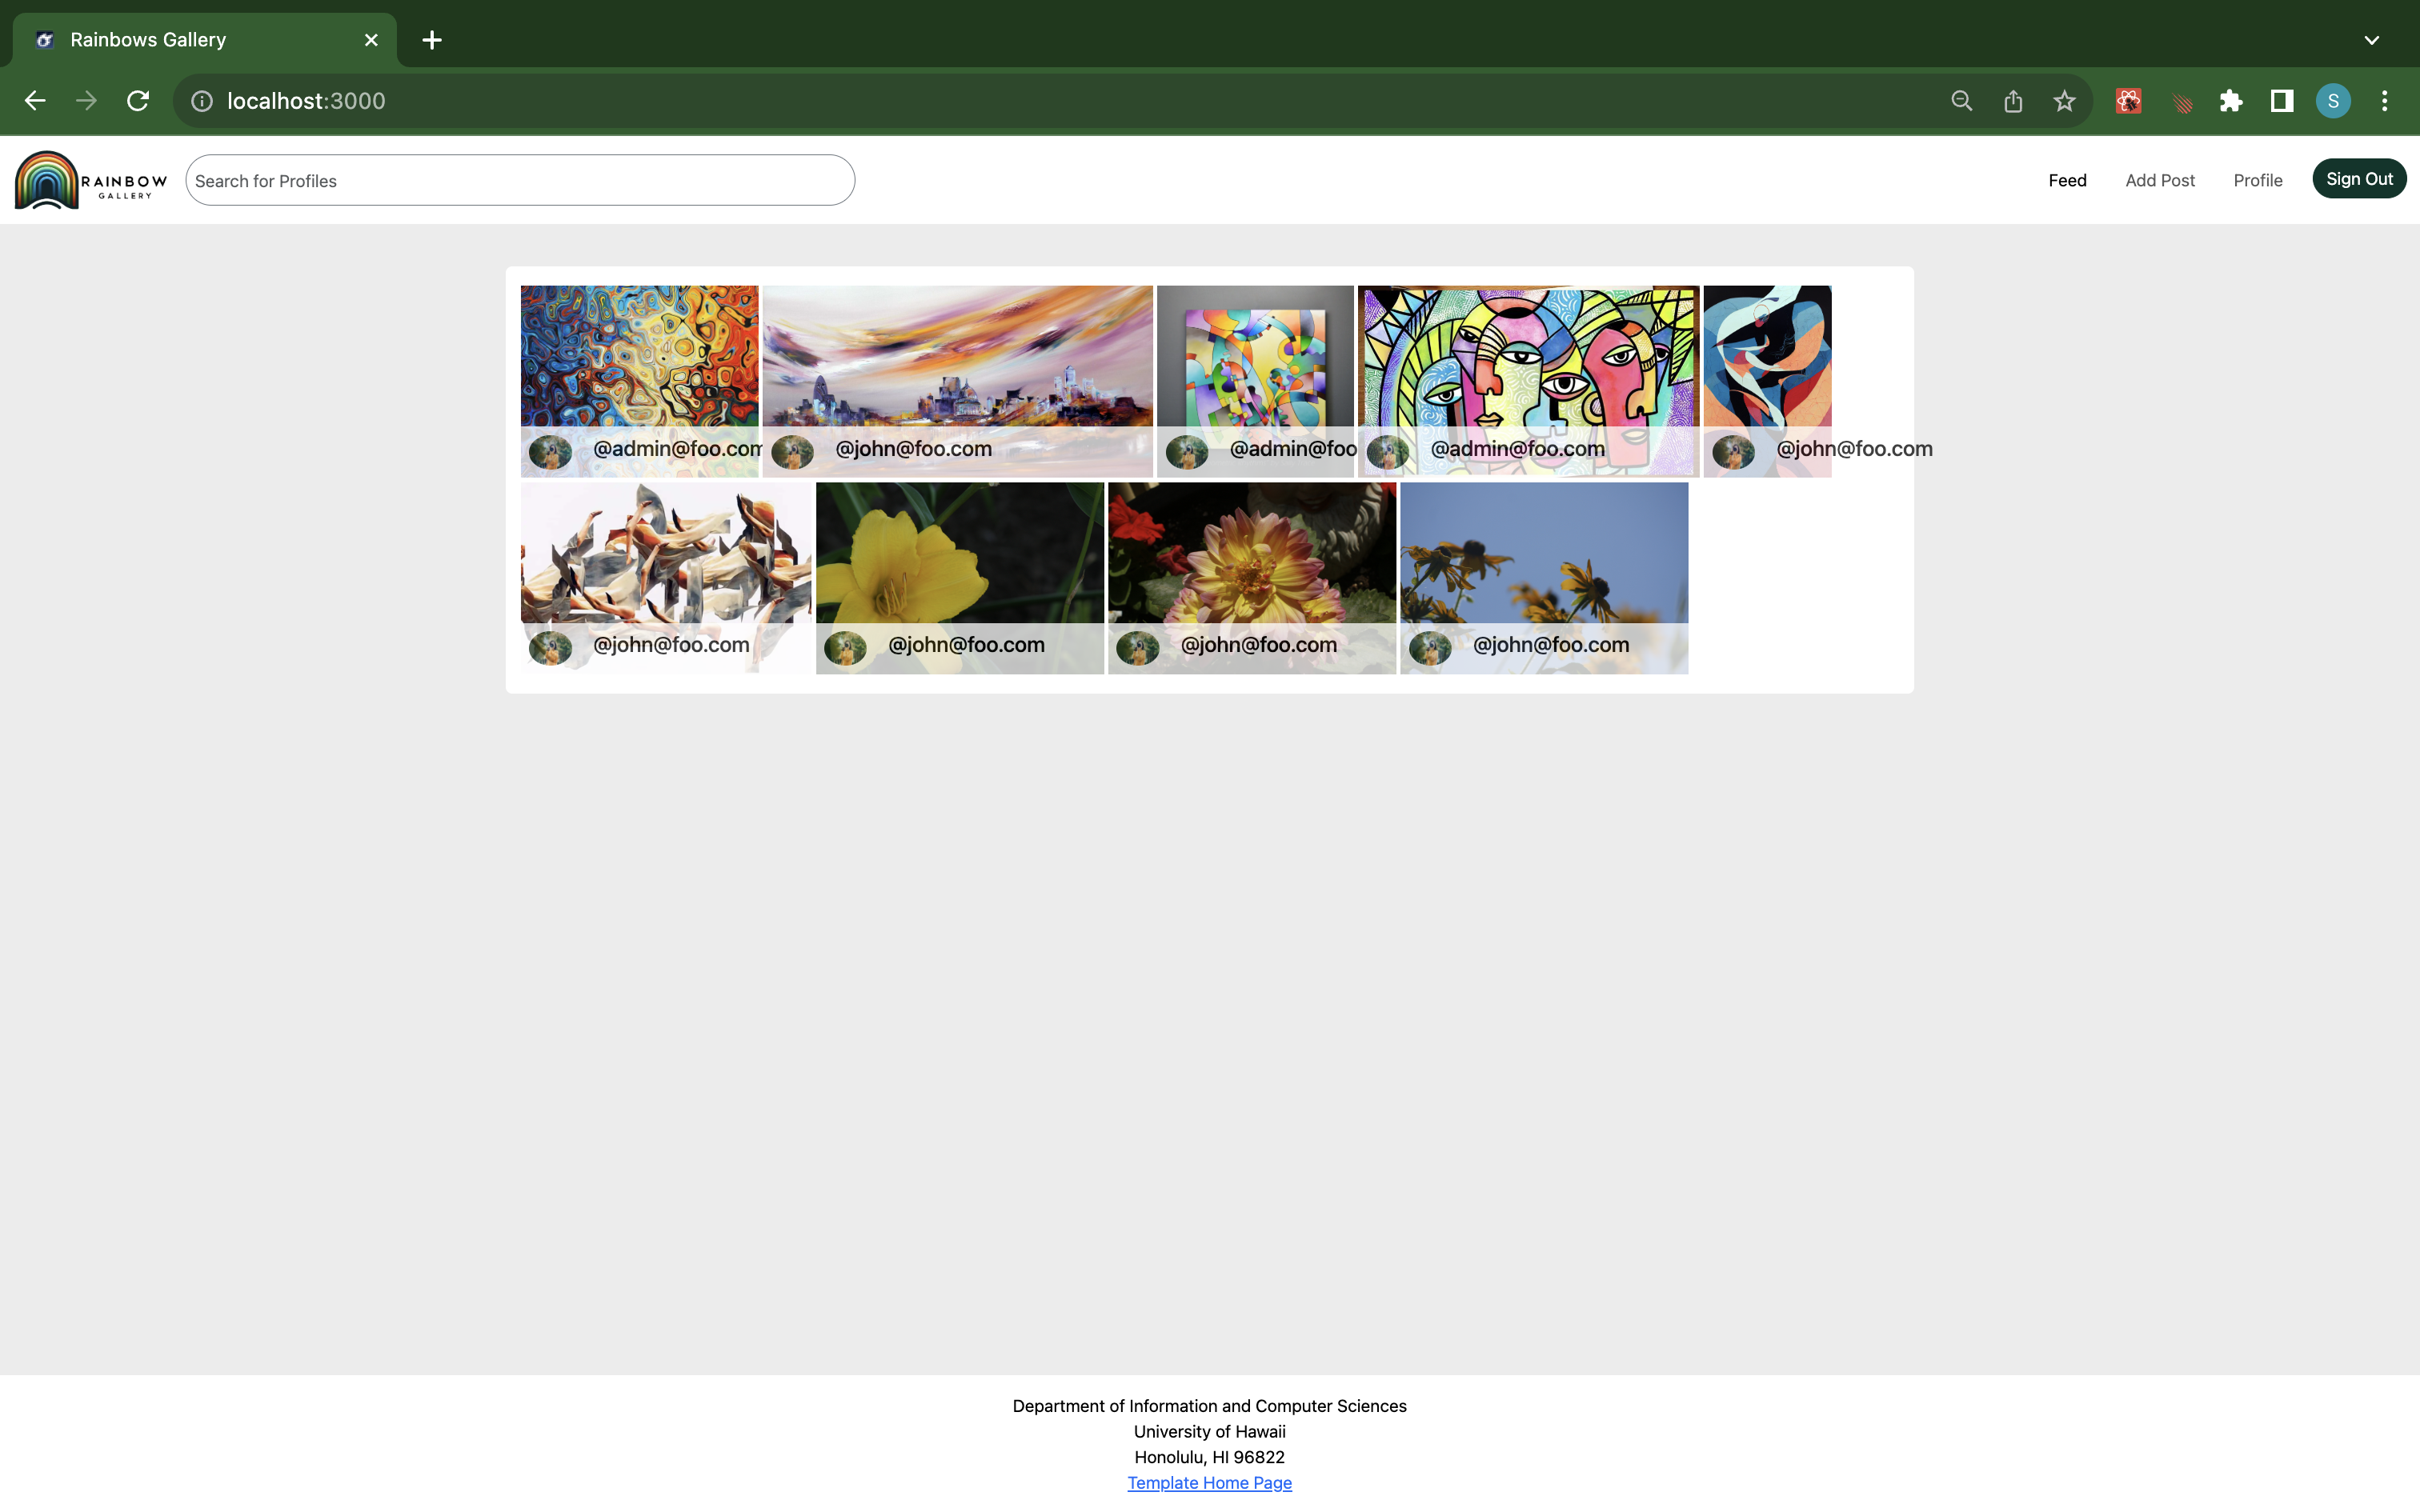 Rainbows Gallery
localhost:3000
S
RAINBOW
GALLERY
Search for Profiles
Feed
Add Post
Profile
Sign Out
@admin@foo.com
@john@foo.com
@admin@foo
@admin@foo.com
@john@foo.com
@john@foo.com
@john@foo.com
@john@foo.com
@john@foo.com
Department of Information and Computer Sciences
University of Hawaii
Honolulu, HI 96822
Template Home Page